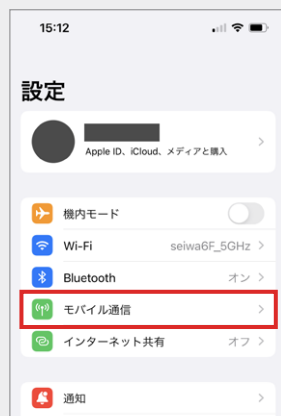 15:12
設定
Apple ID、iCloud、メディアと購入
機内モード
Wi-Fi seiwa6F_5GHz
Bluetooth オン
モバイル通信
インターネット共有 オフ
通知